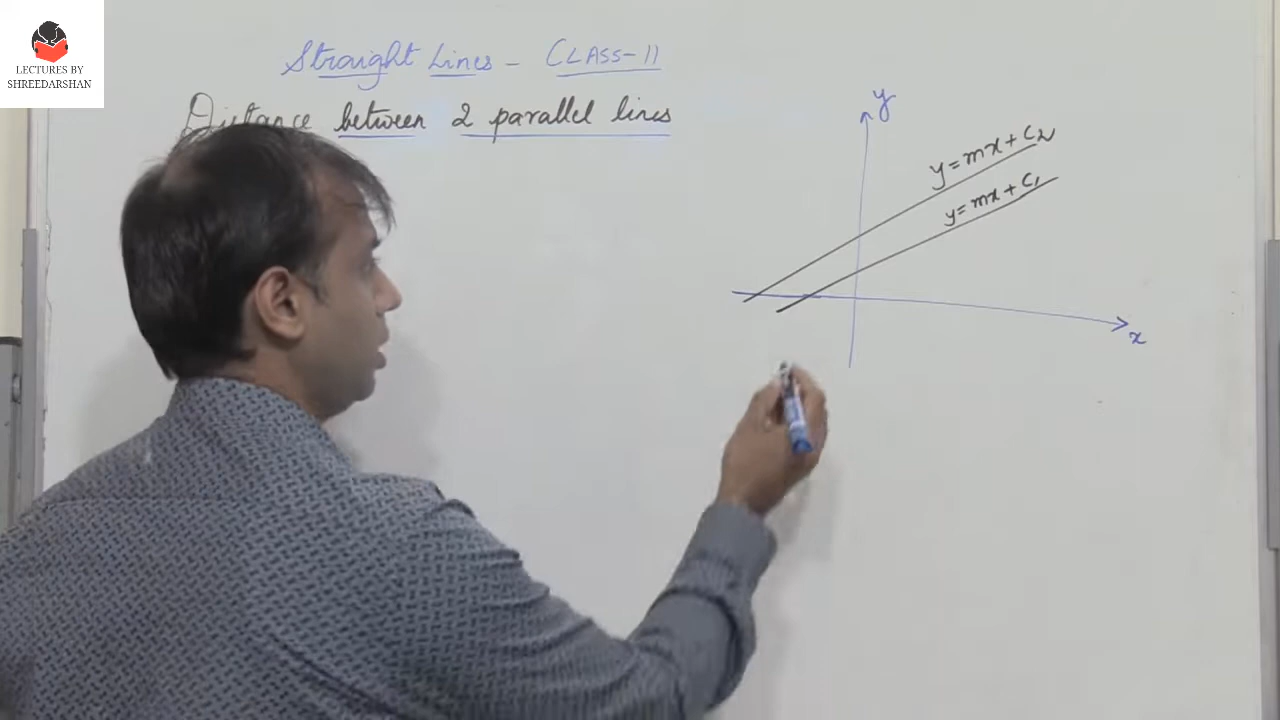 LECTURES BY
SHREEDARSHAN
Straight Lines - CLASS-11
Distance between 2 parallel lines
y
y=mx+C2
y=mx+C1
x